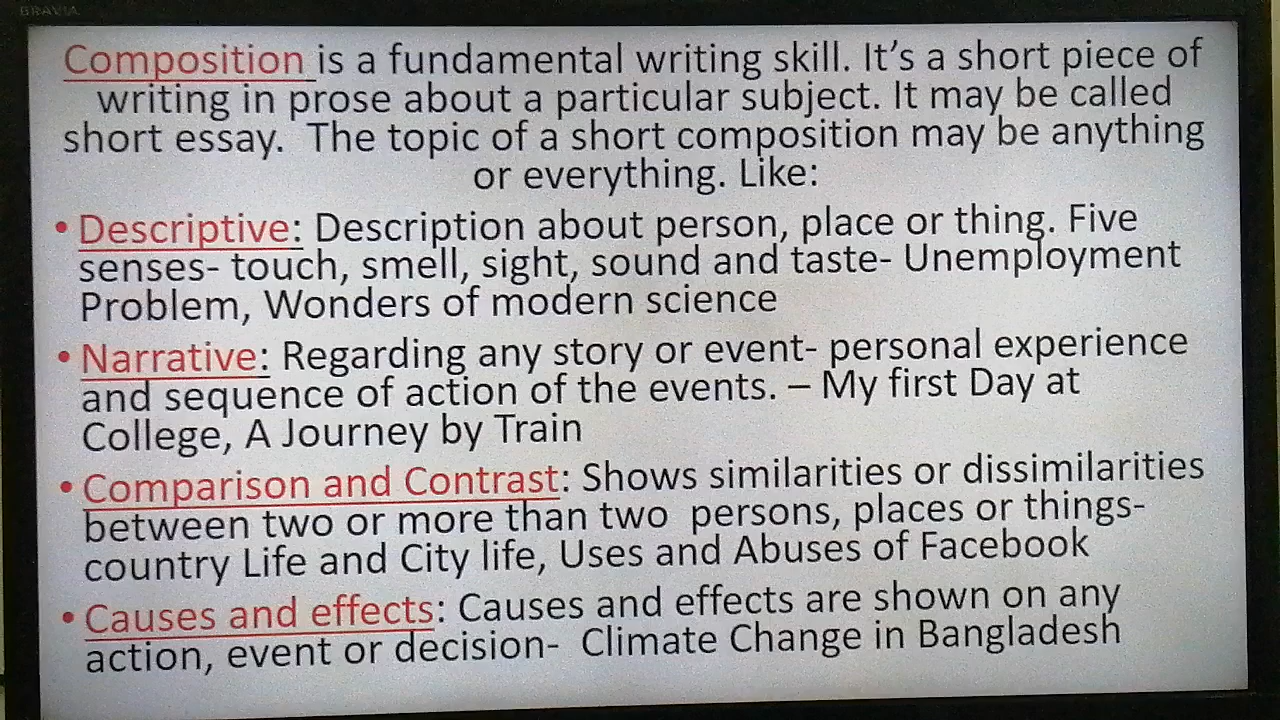 BRAVIA
Composition is a fundamental writing skill. It's a short piece of
writing in prose about a particular subject. It may be called
short essay. The topic of a short composition may be anything
or everything. Like:
• Descriptive: Description about person, place or thing. Five
senses- touch, smell, sight, sound and taste- Unemployment
Problem, Wonders of modern science
• Narrative: Regarding any story or event- personal experience
and sequence of action of the events. – My first Day at
College, A Journey by Train
• Comparison and Contrast: Shows similarities or dissimilarities
between two or more than two persons, places or things-
country Life and City life, Uses and Abuses of Facebook
• Causes and effects: Causes and effects are shown on any
action, event or decision- Climate Change in Bangladesh